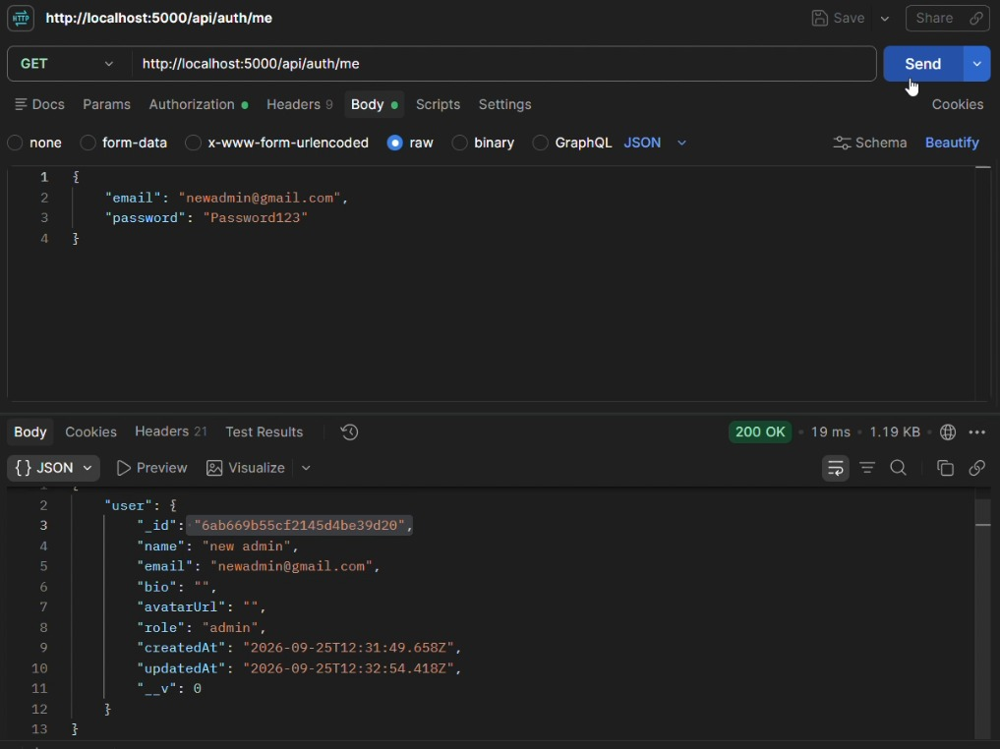 HTTP http://localhost:5000/api/auth/me Save Share
GET http://localhost:5000/api/auth/me Send
Docs Params Authorization Headers 9 Body Scripts Settings Cookies
none form-data x-www-form-urlencoded raw binary GraphQL JSON Schema Beautify
1 {
2 "email": "newadmin@gmail.com",
3 "password": "Password123"
4 }
Body Cookies Headers 21 Test Results 200 OK 19 ms 1.19 KB
{} JSON Preview Visualize
1 {
2 "user": {
3 "_id": "6ab669b55cf2145d4be39d20",
4 "name": "new admin",
5 "email": "newadmin@gmail.com",
6 "bio": "",
7 "avatarUrl": "",
8 "role": "admin",
9 "createdAt": "2026-09-25T12:31:49.658Z",
10 "updatedAt": "2026-09-25T12:32:54.418Z",
11 "__v": 0
12 }
13 }